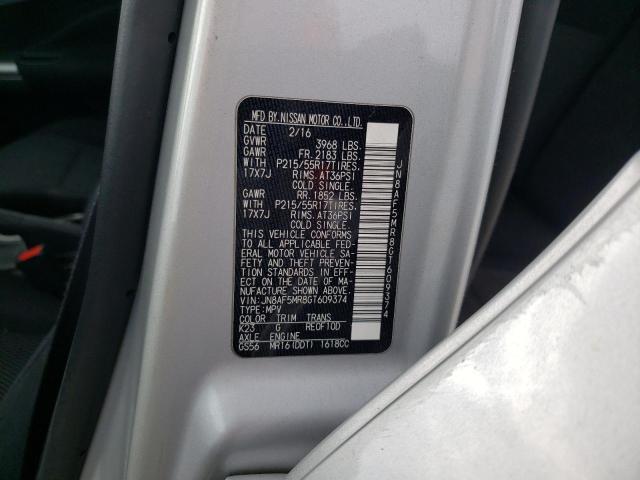 MFD BY NISSAN MOTOR CO., LTD.
DATE 2/16
GVWR 3968 LBS.
GAWR FR. 2183 LBS.
WITH P215/55R17TIRES.
17X7J RIMS. AT36PSI
COLD SINGLE.
GAWR RR. 1852 LBS.
WITH P215/55R17TIRES.
17X7J RIMS. AT36PSI
COLD SINGLE.
THIS VEHICLE CONFORMS
TO ALL APPLICABLE FED-
ERAL MOTOR VEHICLE SA-
FETY AND THEFT PREVEN-
TION STANDARDS IN EF-
FECT ON THE DATE OF MA-
NUFACTURE SHOWN ABOVE.
VIN: JN8AF5MR8GT609374
TYPE: MPV
COLOR TRIM TRANS
K23 G RE0F10D
AXLE ENGINE
GS56 MR16(DDT) 1618CC
JN8AF5MR8GT609374